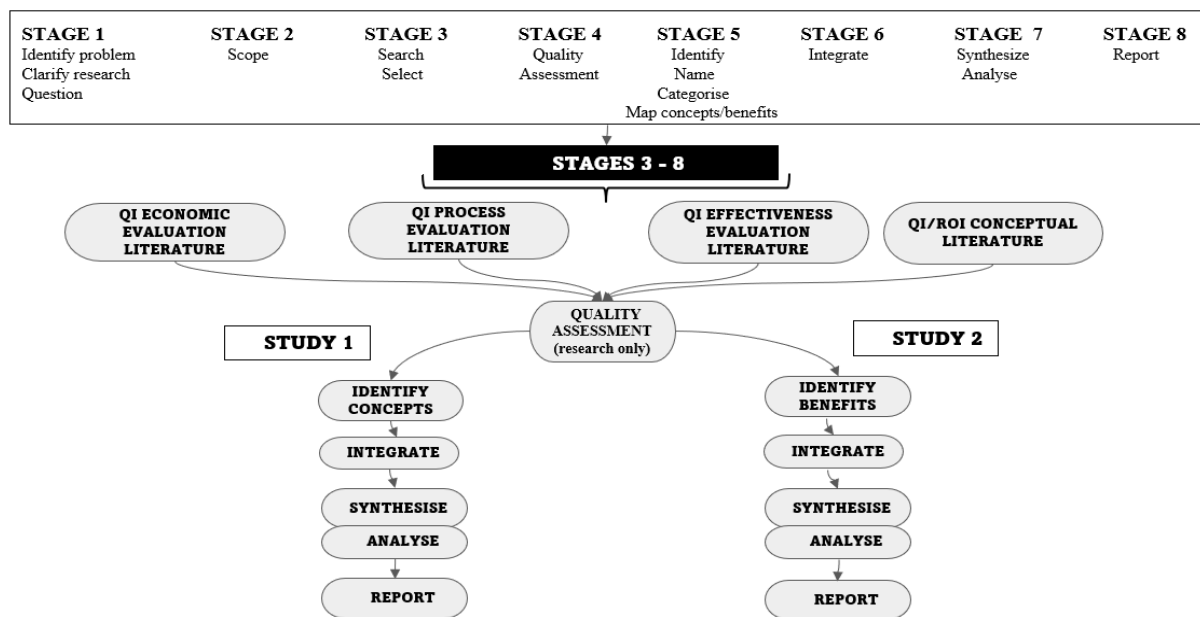 STAGE 1
Identify problem
Clarify research
Question
STAGE 2
Scope
STAGE 3
Search
Select
STAGE 4
Quality
Assessment
STAGE 5
Identify
Name
Categorise
Map concepts/benefits
STAGE 6
Integrate
STAGE 7
Synthesize
Analyse
STAGE 8
Report
STAGES 3 - 8
QI ECONOMIC
EVALUATION
LITERATURE
QI PROCESS
EVALUATION
LITERATURE
QI EFFECTIVENESS
EVALUATION
LITERATURE
QI/ROI CONCEPTUAL
LITERATURE
QUALITY
ASSESSMENT
(research only)
STUDY 1
IDENTIFY
CONCEPTS
INTEGRATE
SYNTHESISE
ANALYSE
REPORT
STUDY 2
IDENTIFY
BENEFITS
INTEGRATE
SYNTHESISE
ANALYSE
REPORT